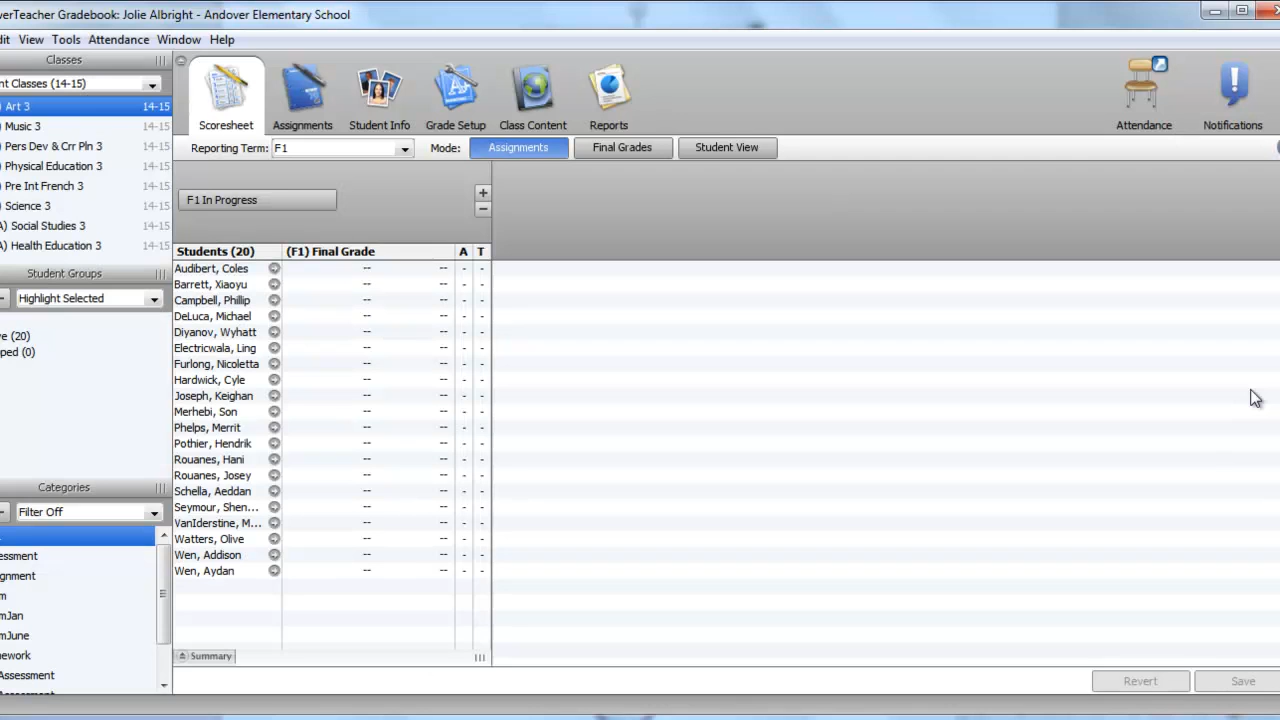 verTeacher Gradebook: Jolie Albright - Andover Elementary School
dit View Tools Attendance Window Help
Classes
nt Classes (14-15)
) Art 3 14-15
) Music 3 14-15
) Pers Dev & Crr Pln 3 14-15
) Physical Education 3 14-15
) Pre Int French 3 14-15
) Science 3 14-15
A) Social Studies 3 14-15
A) Health Education 3 14-15
Student Groups
Highlight Selected
ve (20)
ped (0)
Categories
Filter Off
essment
gnment
m
mJan
mJune
ework
Assessment
Scoresheet Assignments Student Info Grade Setup Class Content Reports Attendance Notifications
Reporting Term: F1 Mode: Assignments Final Grades Student View
F1 In Progress + −
Students (20) (F1) Final Grade A T
Audibert, Coles -- -- - -
Barrett, Xiaoyu -- -- - -
Campbell, Phillip -- -- - -
DeLuca, Michael -- -- - -
Diyanov, Wyhatt -- -- - -
Electricwala, Ling -- -- - -
Furlong, Nicoletta -- -- - -
Hardwick, Cyle -- -- - -
Joseph, Keighan -- -- - -
Merhebi, Son -- -- - -
Phelps, Merrit -- -- - -
Pothier, Hendrik -- -- - -
Rouanes, Hani -- -- - -
Rouanes, Josey -- -- - -
Schella, Aeddan -- -- - -
Seymour, Shen... -- -- - -
VanIderstine, M... -- -- - -
Watters, Olive -- -- - -
Wen, Addison -- -- - -
Wen, Aydan -- -- - -
Summary
Revert Save